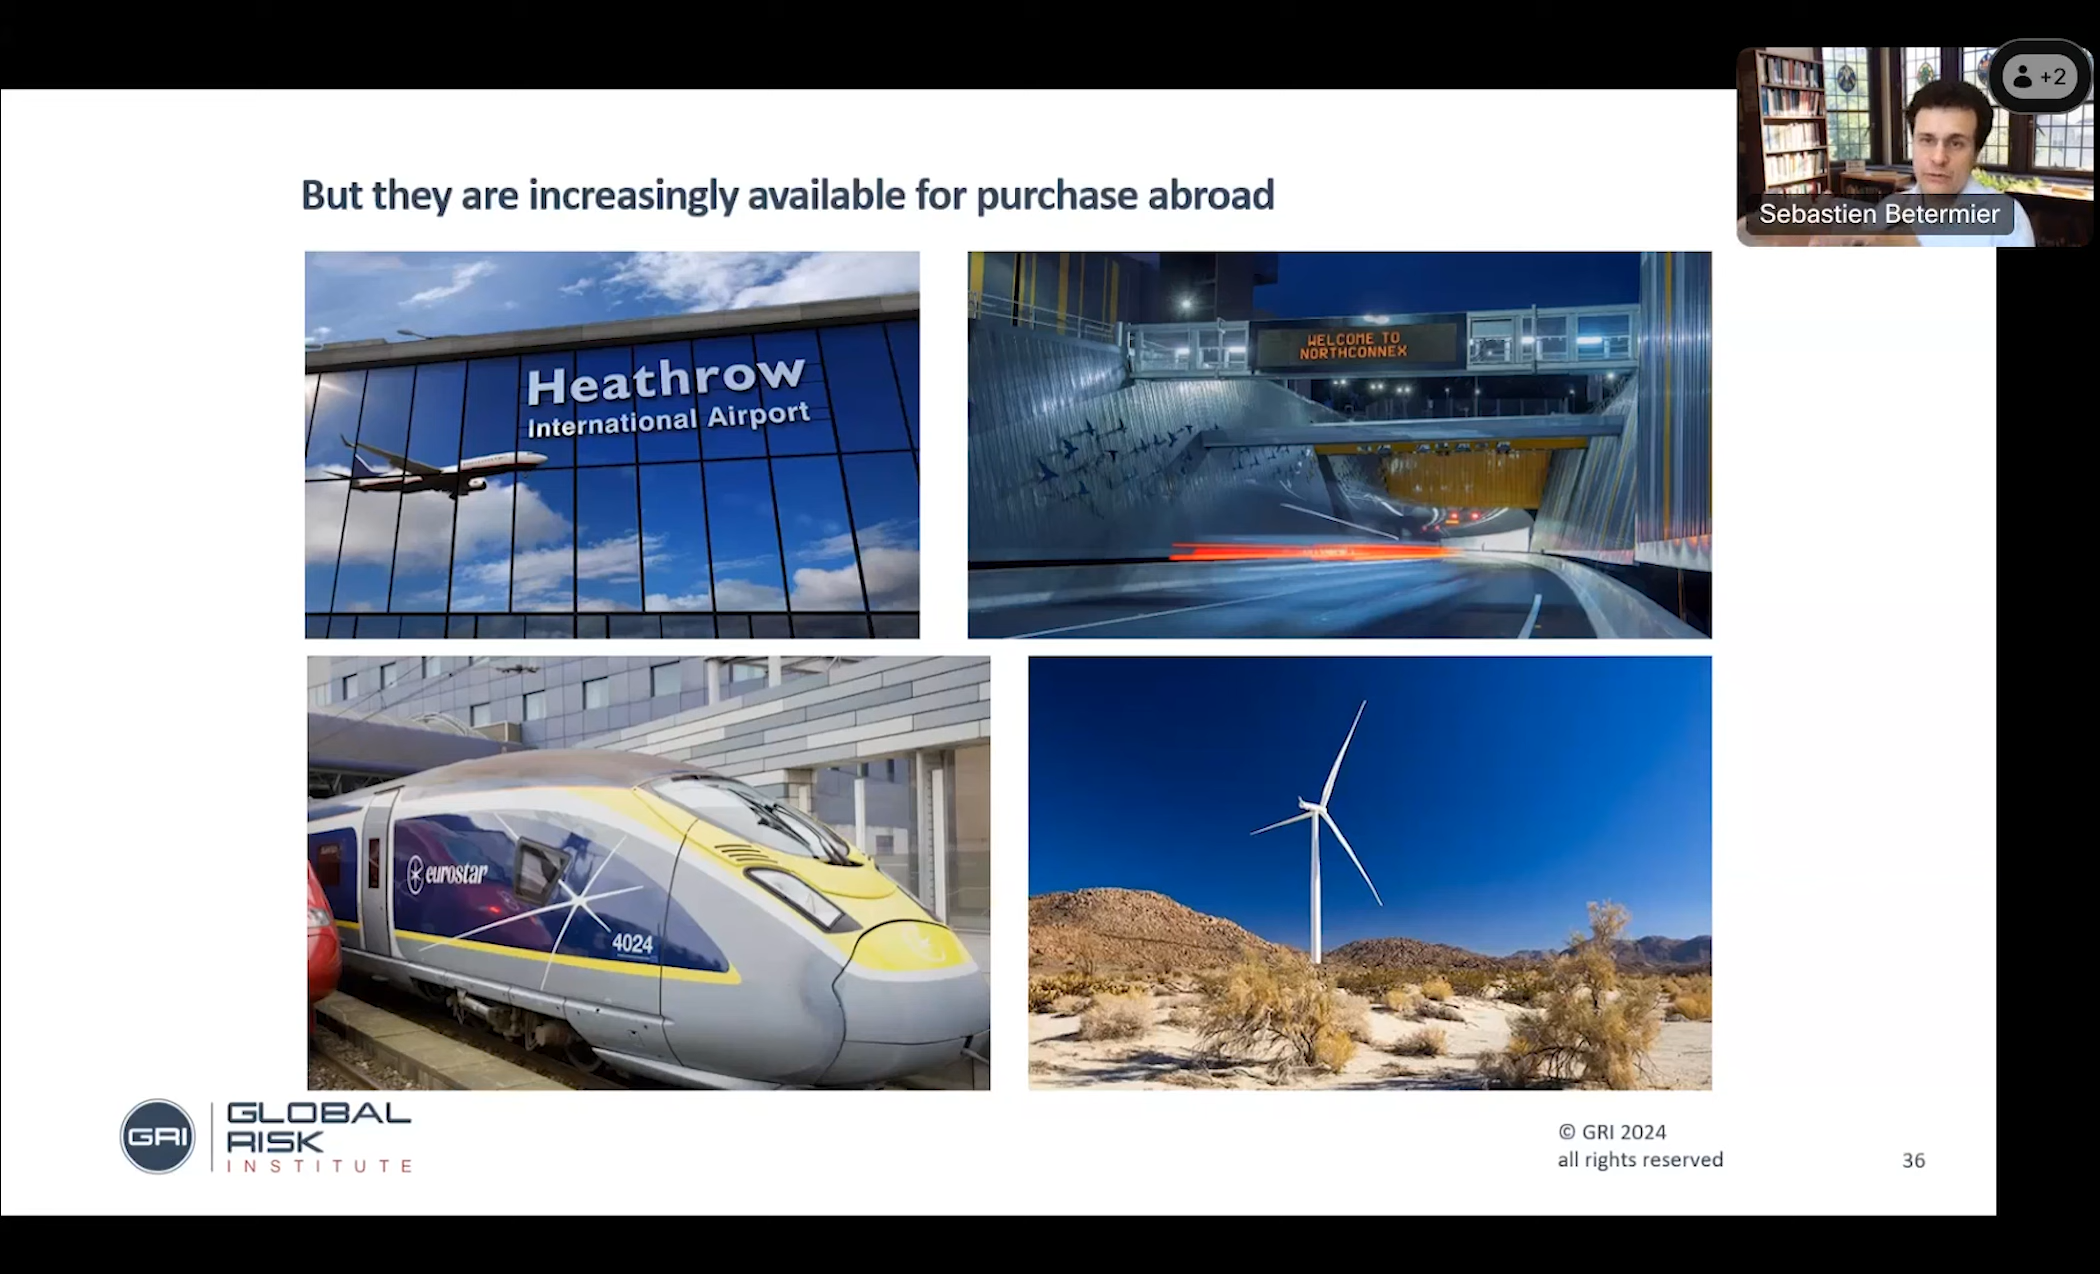 +2
Sebastien Betermier
But they are increasingly available for purchase abroad
Heathrow
International Airport
WELCOME TO
NORTHCONNEX
eurostar
4024
GRI
GLOBAL
RISK
INSTITUTE
© GRI 2024
all rights reserved
36